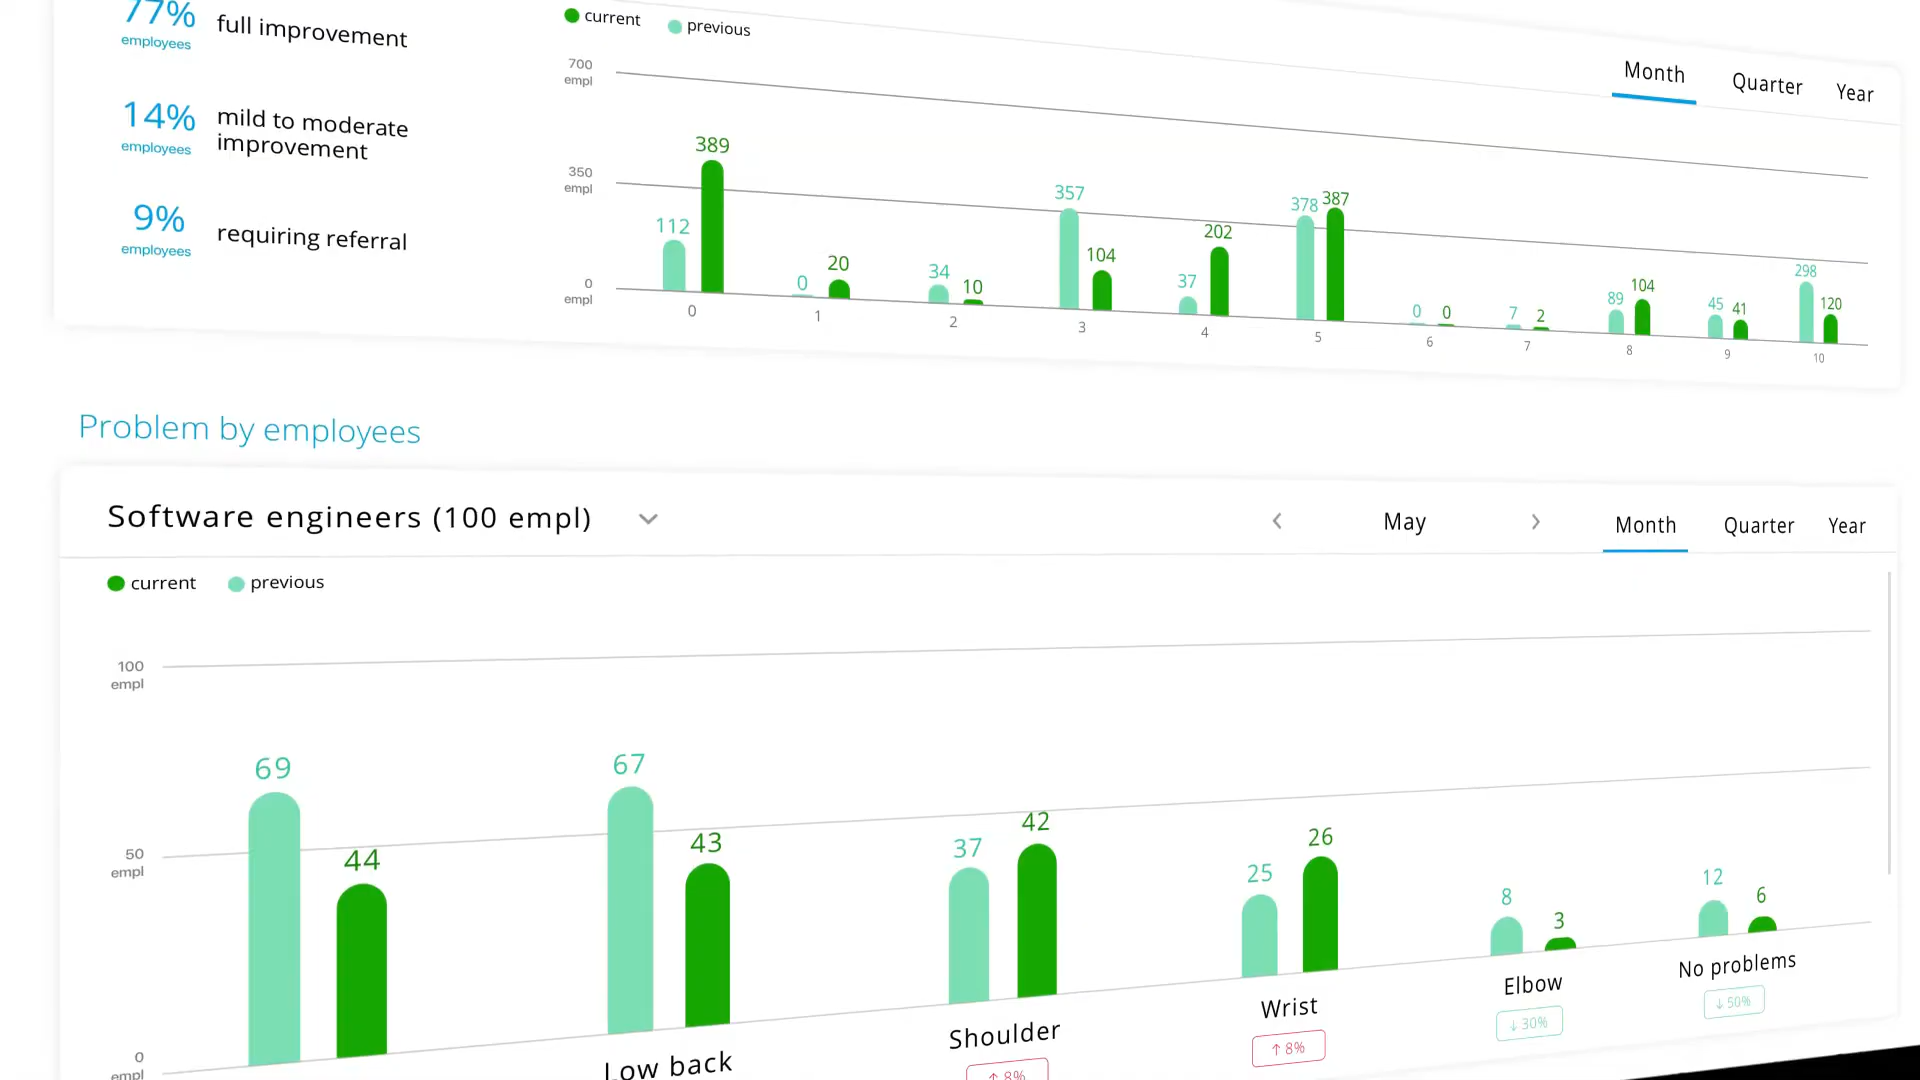 77%
employees
full improvement
14%
employees
mild to moderate
improvement
9%
employees
requiring referral
current previous
Month Quarter Year
700
empl
350
empl
0
empl
112 389
0 20
34 10
357 104
37 202
378 387
0 0
7 2
89 104
45 41
298 120
0 1 2 3 4 5 6 7 8 9 10
Problem by employees
Software engineers (100 empl)
May
Month Quarter Year
current previous
100
empl
50
empl
0
empl
69 44
67 43
37 42
25 26
8 3
12 6
Low back
Shoulder
Wrist
Elbow
No problems
↑ 8%
↑ 8%
↓ 30%
↓ 50%